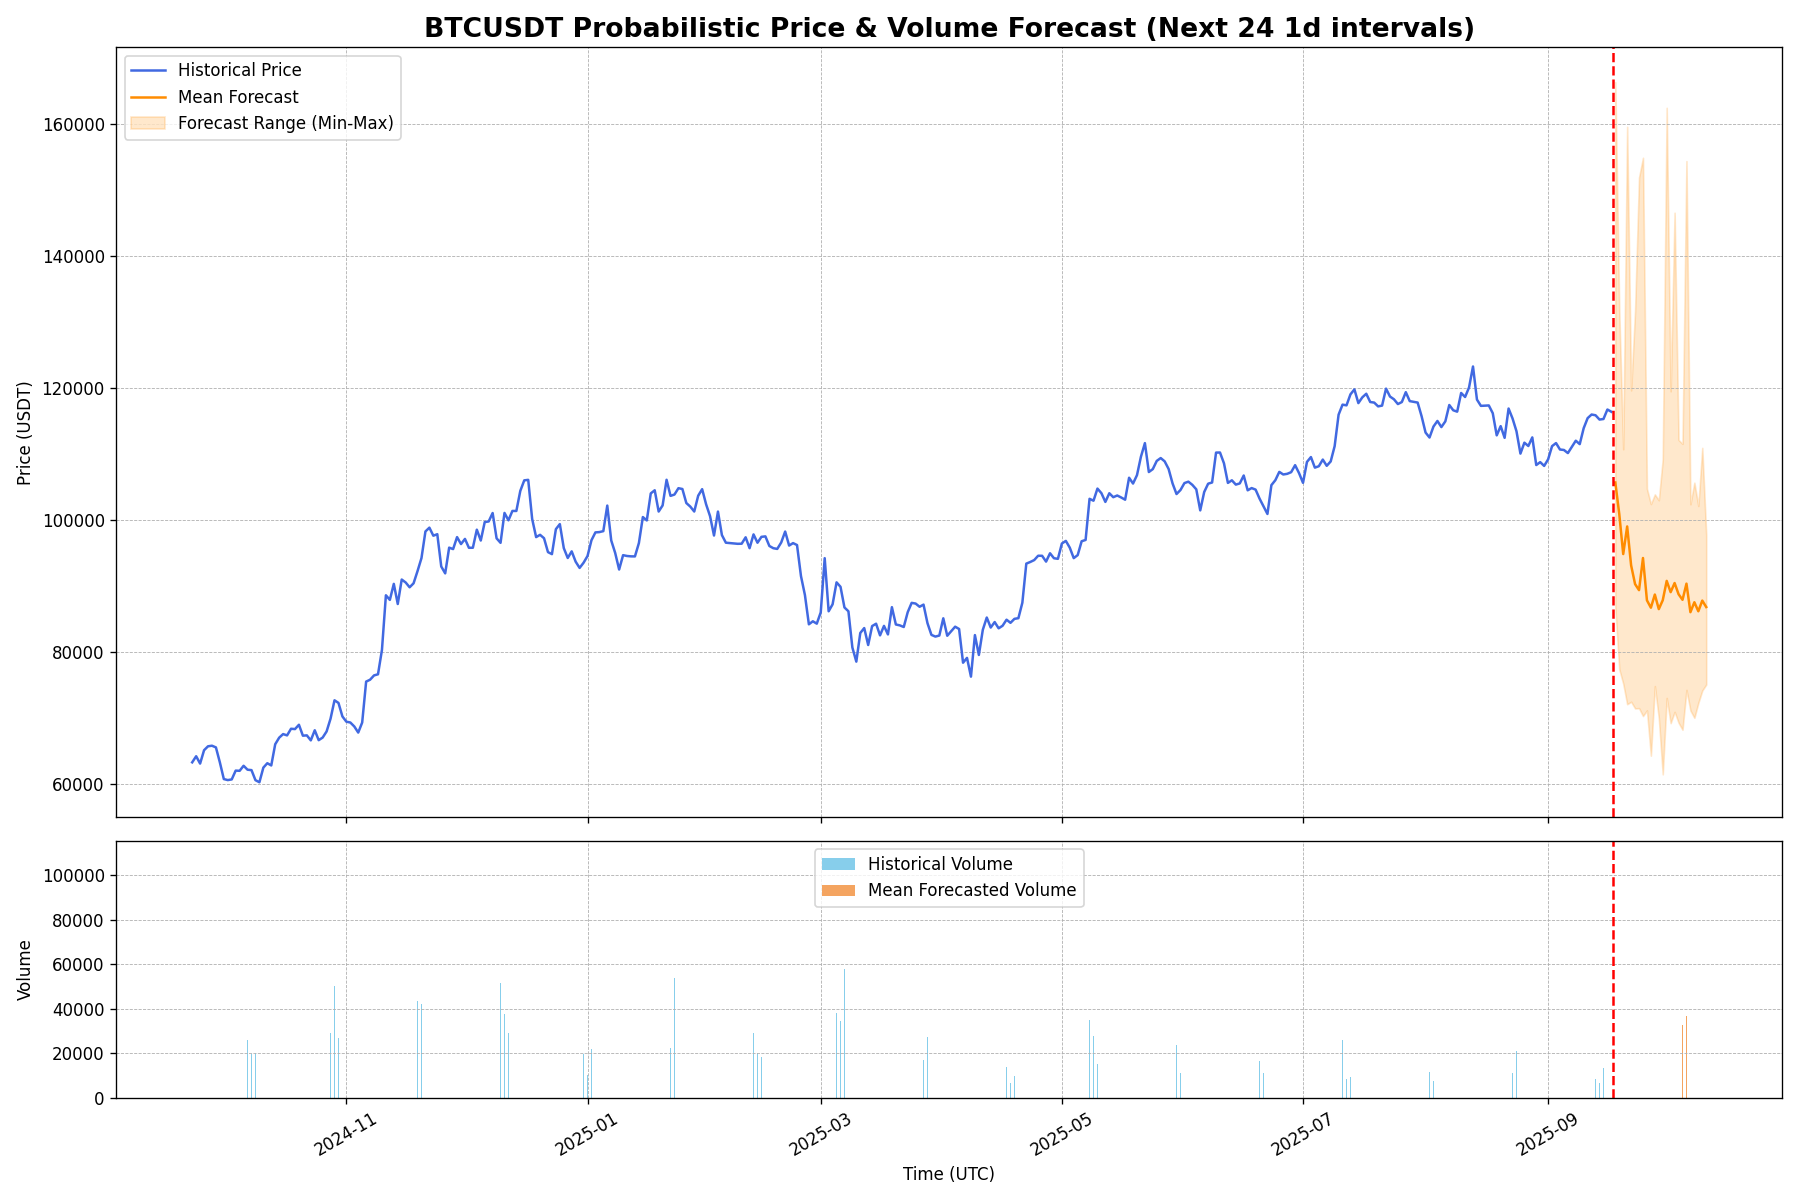 BTCUSDT Probabilistic Price & Volume Forecast (Next 24 1d intervals)
Historical Price
Mean Forecast
Forecast Range (Min-Max)
160000
140000
120000
100000
80000
60000
Price (USDT)
Historical Volume
Mean Forecasted Volume
100000
80000
60000
40000
20000
0
Volume
2024-11
2025-01
2025-03
2025-05
2025-07
2025-09
Time (UTC)